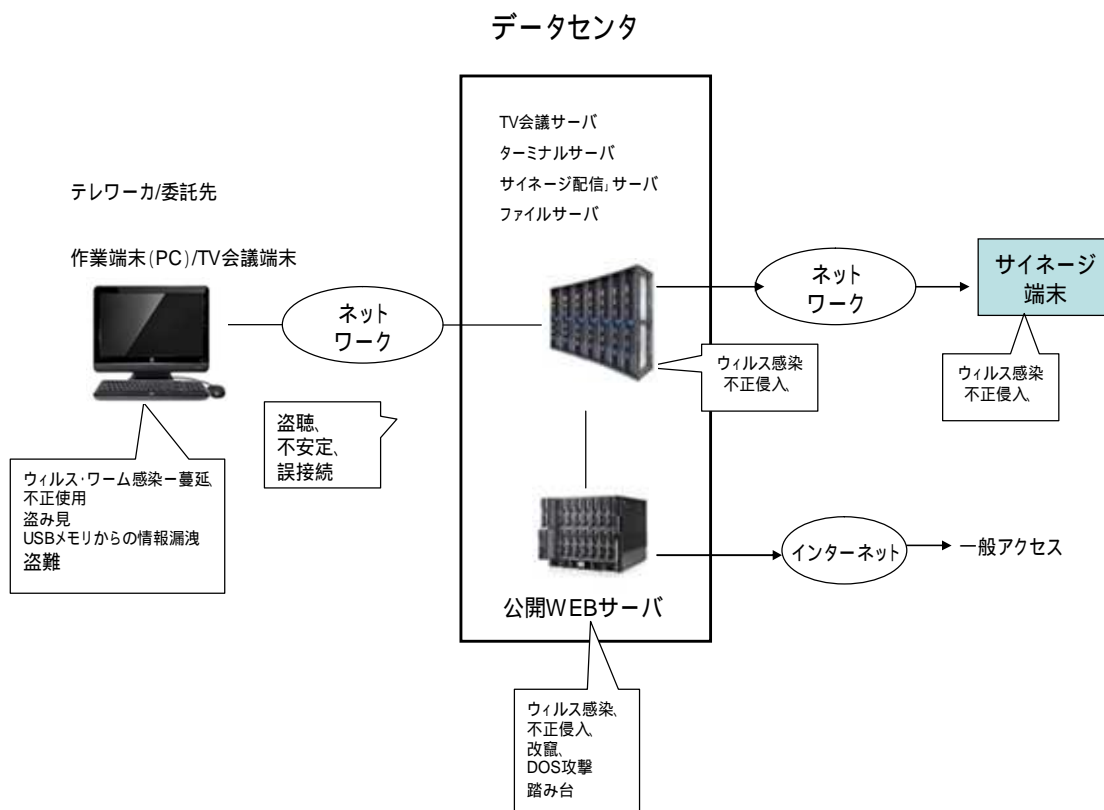 データセンタ
TV会議サーバ
ターミナルサーバ
サイネージ配信」サーバ
ファイルサーバ
テレワーカ/委託先
作業端末(PC)/TV会議端末
ネット
ワーク
ネット
ワーク
サイネージ
端末
ウィルス感染
不正侵入、
ウィルス感染
不正侵入、
盗聴、
不安定、
誤接続
ウィルス・ワーム感染ー蔓延、
不正使用
盗み見
USBメモリからの情報漏洩
盗難
インターネット
一般アクセス
公開WEBサーバ
ウィルス感染、
不正侵入、
改竄、
DOS攻撃
踏み台